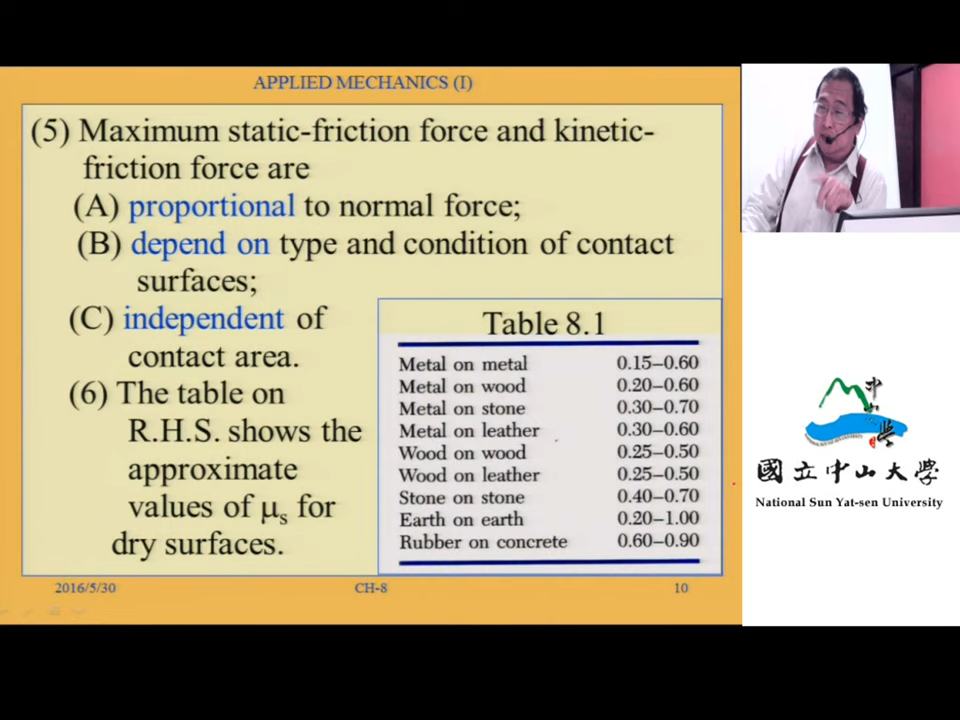 APPLIED MECHANICS (I)
(5) Maximum static-friction force and kinetic-
friction force are
(A) proportional to normal force;
(B) depend on type and condition of contact
surfaces;
(C) independent of
contact area.
(6) The table on
R.H.S. shows the
approximate
values of μs for
dry surfaces.
Table 8.1
Metal on metal 0.15–0.60
Metal on wood 0.20–0.60
Metal on stone 0.30–0.70
Metal on leather 0.30–0.60
Wood on wood 0.25–0.50
Wood on leather 0.25–0.50
Stone on stone 0.40–0.70
Earth on earth 0.20–1.00
Rubber on concrete 0.60–0.90
2016/5/30 CH-8 10
國立中山大學
National Sun Yat-sen University